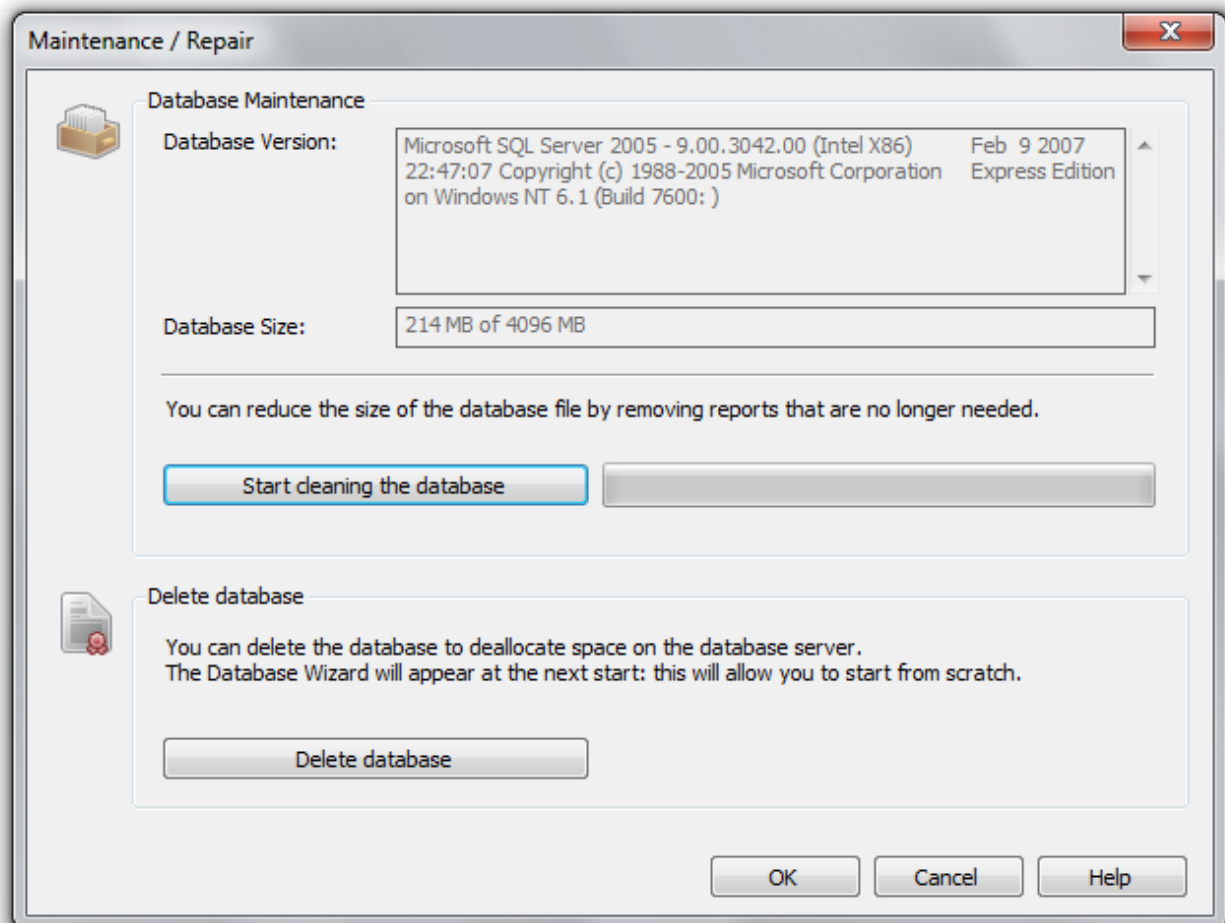 Maintenance / Repair
Database Maintenance
Database Version:
Microsoft SQL Server 2005 - 9.00.3042.00 (Intel X86) Feb 9 2007
22:47:07 Copyright (c) 1988-2005 Microsoft Corporation Express Edition
on Windows NT 6.1 (Build 7600: )
Database Size:
214 MB of 4096 MB
You can reduce the size of the database file by removing reports that are no longer needed.
Start cleaning the database
Delete database
You can delete the database to deallocate space on the database server.
The Database Wizard will appear at the next start: this will allow you to start from scratch.
Delete database
OK Cancel Help